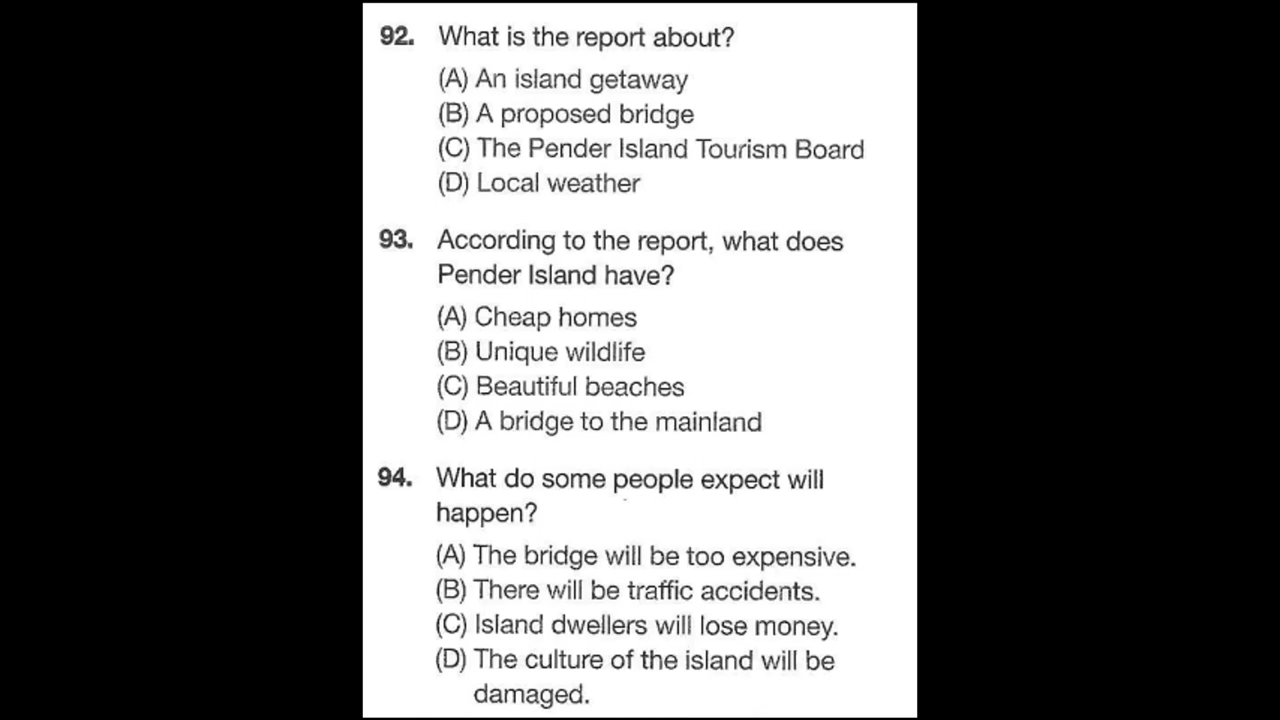 92. What is the report about?
(A) An island getaway
(B) A proposed bridge
(C) The Pender Island Tourism Board
(D) Local weather
93. According to the report, what does
Pender Island have?
(A) Cheap homes
(B) Unique wildlife
(C) Beautiful beaches
(D) A bridge to the mainland
94. What do some people expect will
happen?
(A) The bridge will be too expensive.
(B) There will be traffic accidents.
(C) Island dwellers will lose money.
(D) The culture of the island will be
damaged.